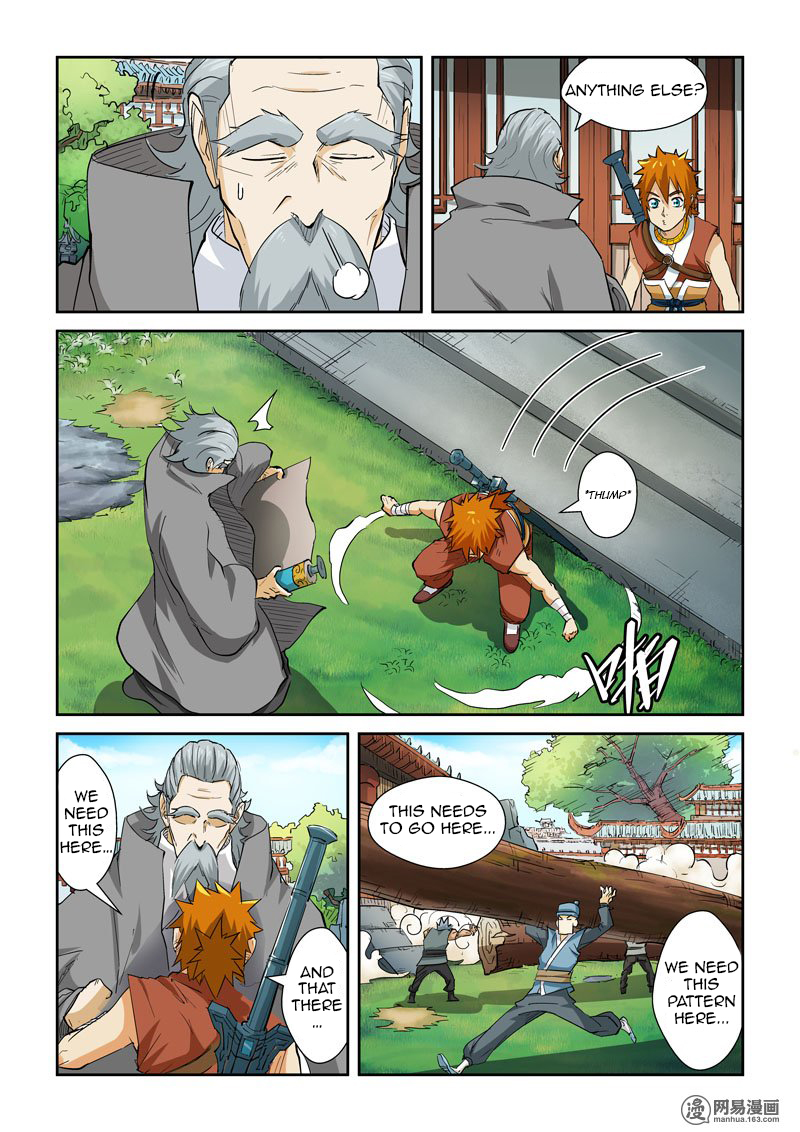 ANYTHING ELSE?
*THUMP*
啪
WE
NEED
THIS
HERE...
AND
THAT
THERE
...
THIS NEEDS
TO GO HERE...
WE NEED
THIS
PATTERN
HERE...
漫 网易漫画
manhua.163.com